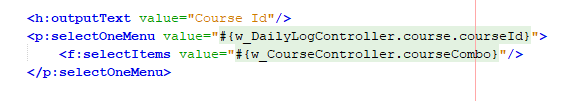 <h:outputText value="Course Id"/>
<p:selectOneMenu value="#{w_DailyLogController.course.courseId}">
<f:selectItems value="#{w_CourseController.courseCombo}"/>
</p:selectOneMenu>